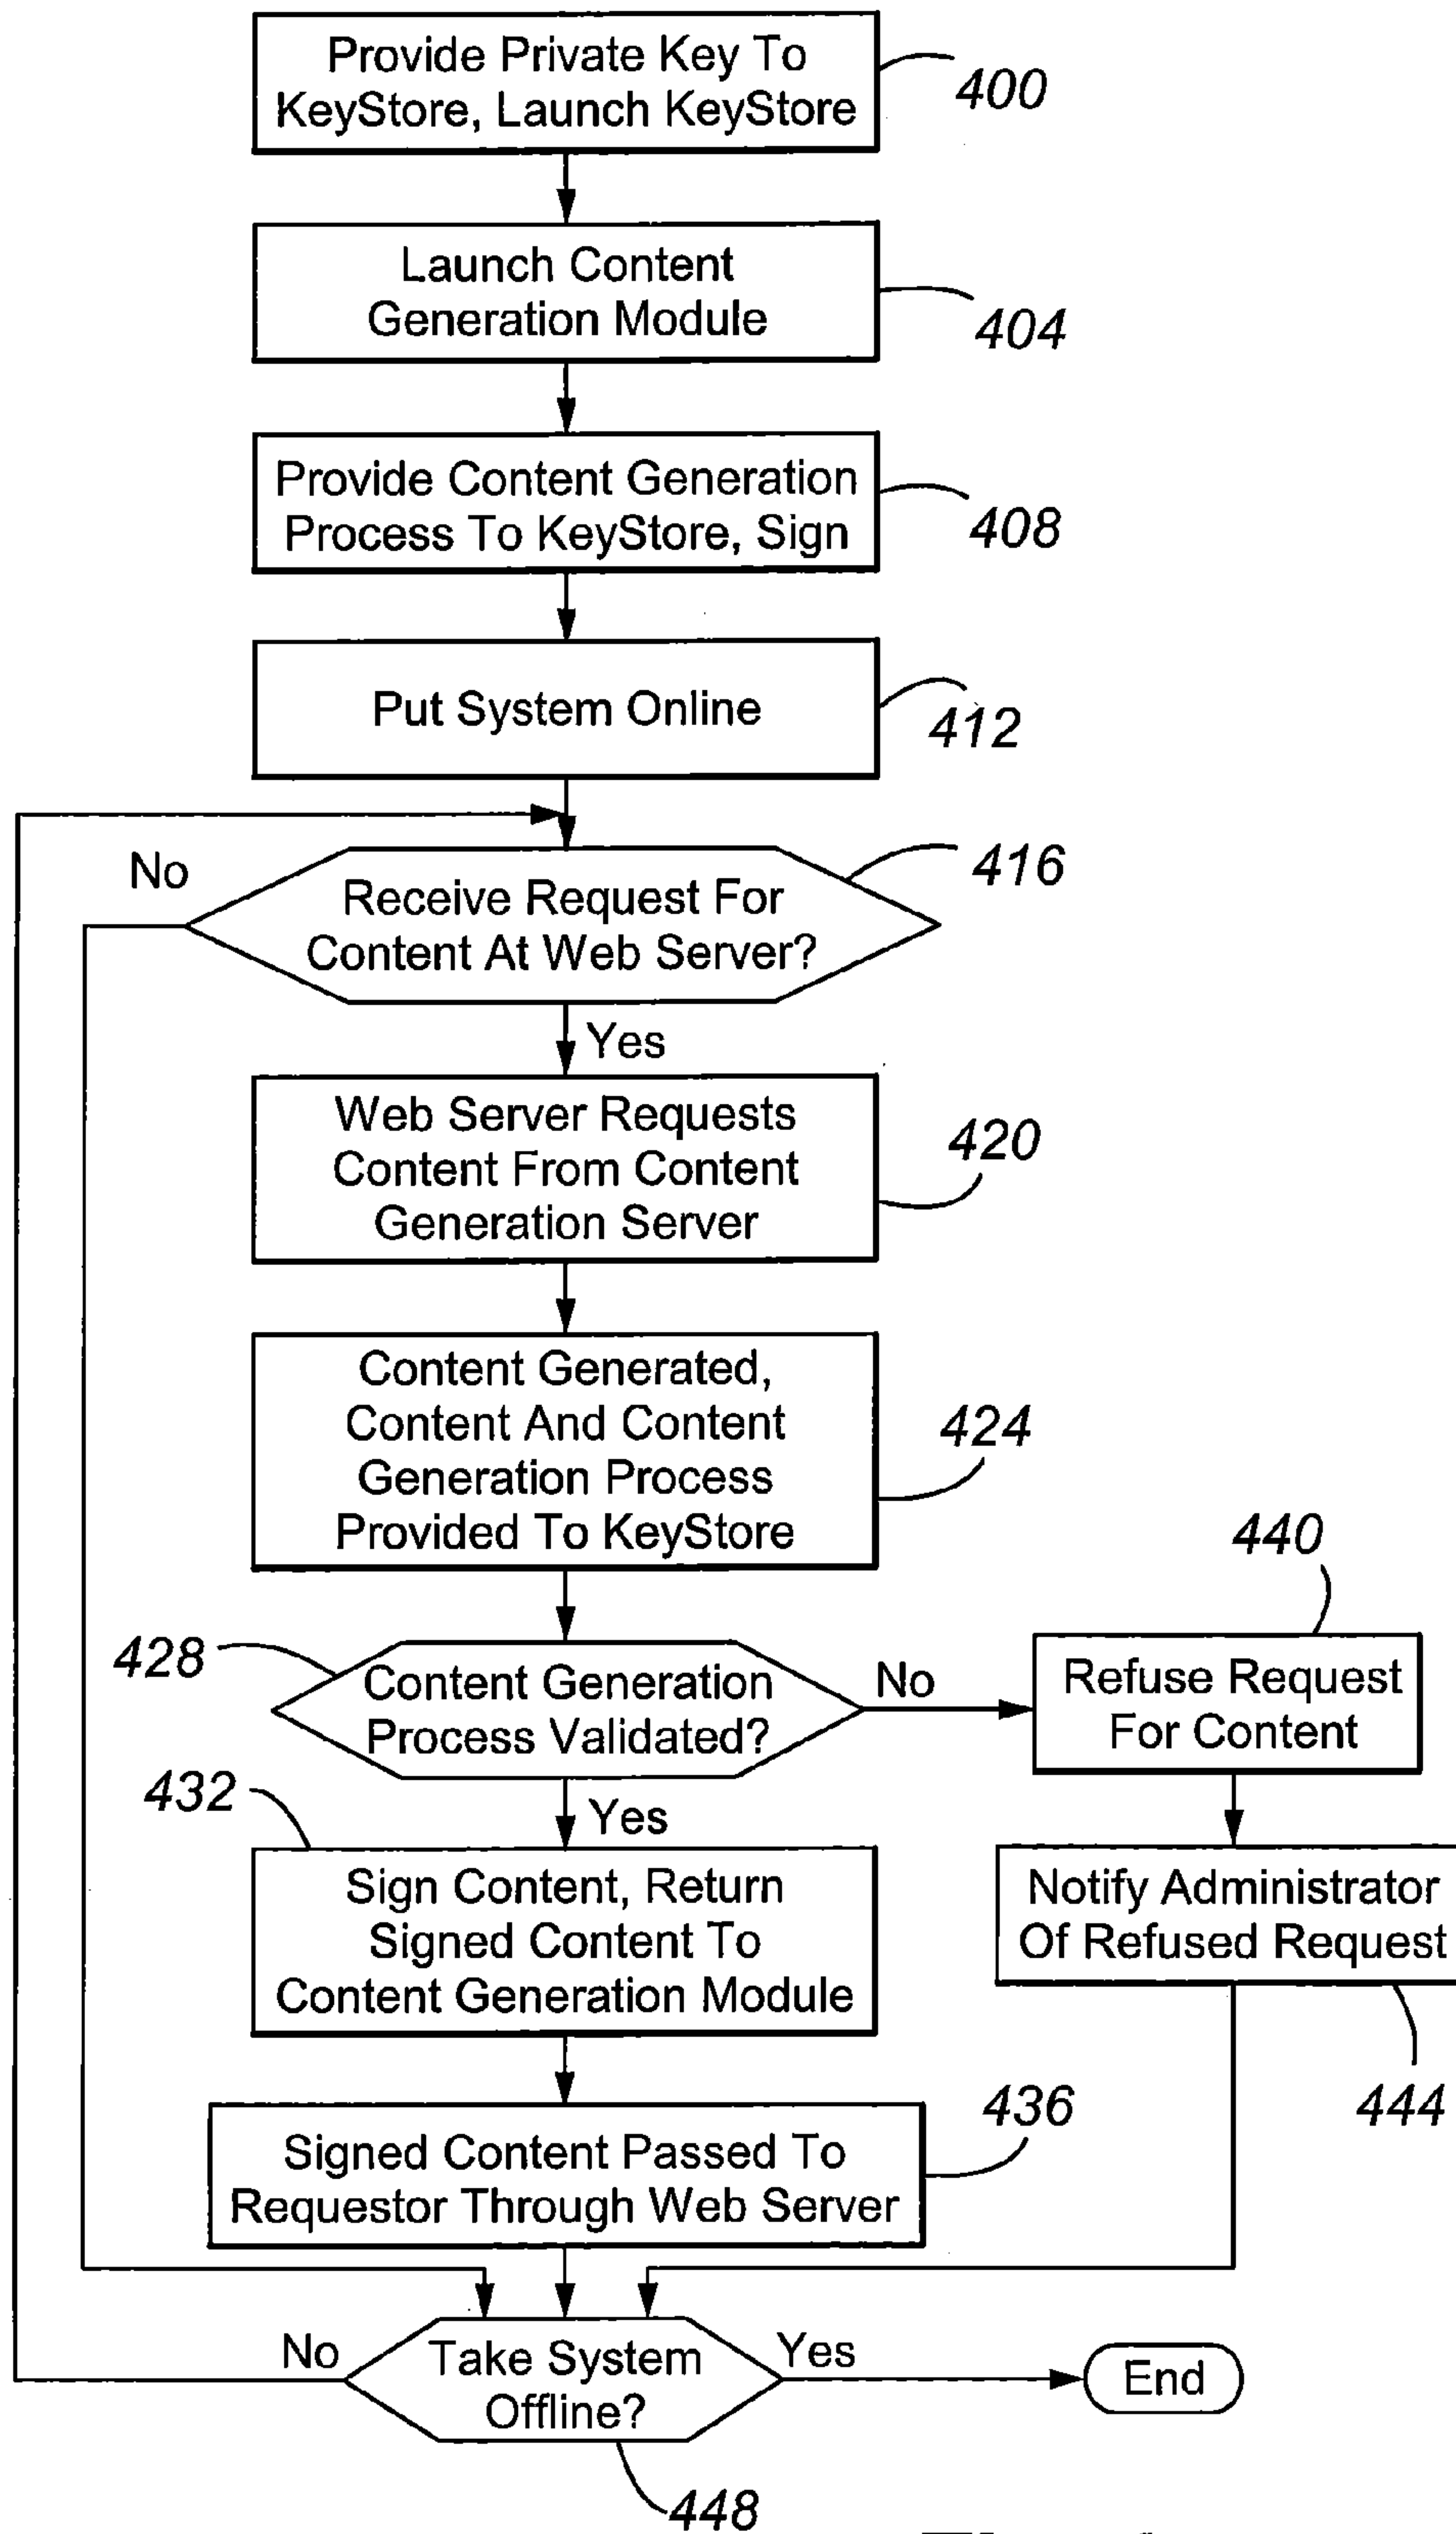 Provide Private Key To
KeyStore, Launch KeyStore
400
Launch Content
Generation Module
404
Provide Content Generation
Process To KeyStore, Sign
408
Put System Online
412
No
Receive Request For
Content At Web Server?
416
Yes
Web Server Requests
Content From Content
Generation Server
420
Content Generated,
Content And Content
Generation Process
Provided To KeyStore
424
428
Content Generation
Process Validated?
No
440
Refuse Request
For Content
Yes
432
Sign Content, Return
Signed Content To
Content Generation Module
Notify Administrator
Of Refused Request
444
Signed Content Passed To
Requestor Through Web Server
436
No
Take System
Offline?
Yes
End
448